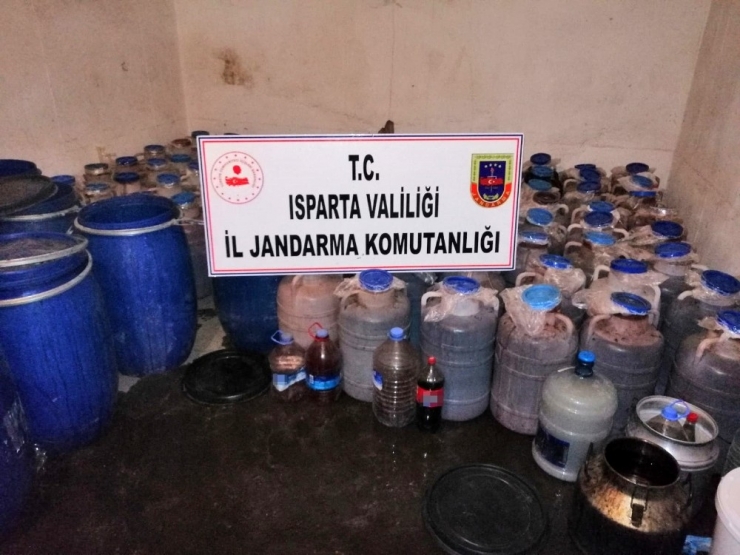 T.C.
ISPARTA VALİLİĞİ
İL JANDARMA KOMUTANLIĞI